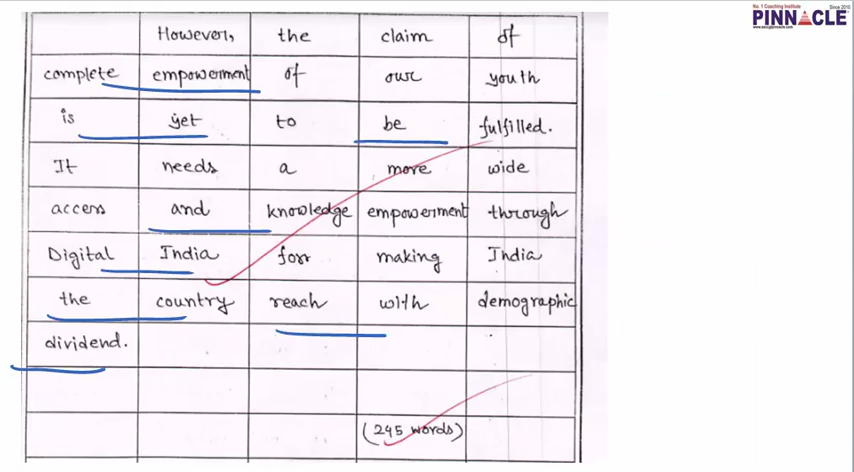 No. 1 Coaching Institute
Since 2016
PINNACLE
However, the claim of
complete empowerment of our youth
is yet to be fulfilled.
It needs a more wide
access and knowledge empowerment through
Digital India for making India
the country reach with demographic
dividend.
(245 words)